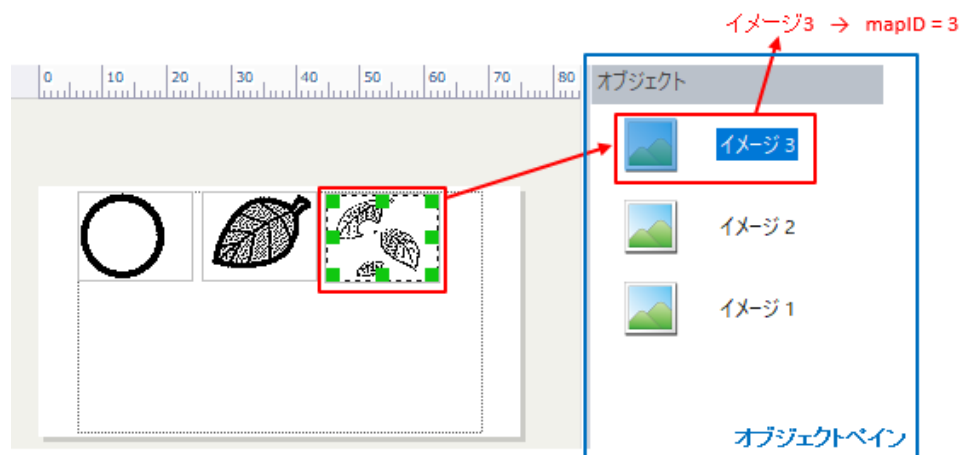 イメージ3 → mapID = 3
0 10 20 30 40 50 60 70 80
オブジェクト
イメージ 3
イメージ 2
イメージ 1
オブジェクトペイン